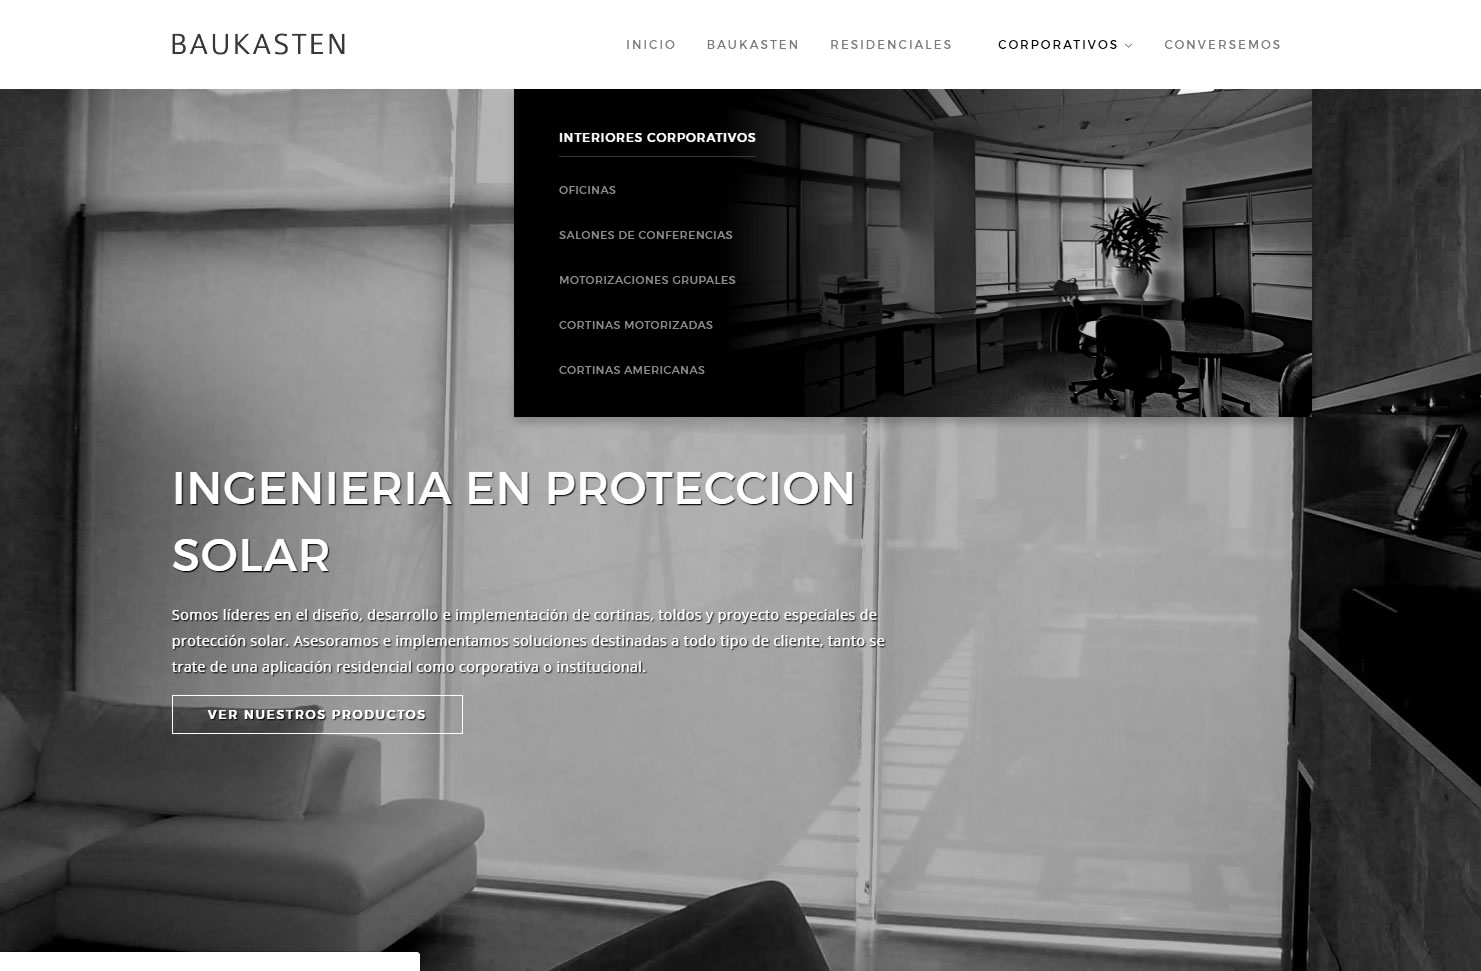 BAUKASTEN
INICIO BAUKASTEN RESIDENCIALES CORPORATIVOS CONVERSEMOS
INTERIORES CORPORATIVOS
OFICINAS
SALONES DE CONFERENCIAS
MOTORIZACIONES GRUPALES
CORTINAS MOTORIZADAS
CORTINAS AMERICANAS
INGENIERIA EN PROTECCION
SOLAR
Somos líderes en el diseño, desarrollo e implementación de cortinas, toldos y proyecto especiales de
protección solar. Asesoramos e implementamos soluciones destinadas a todo tipo de cliente, tanto se
trate de una aplicación residencial como corporativa o institucional.
VER NUESTROS PRODUCTOS